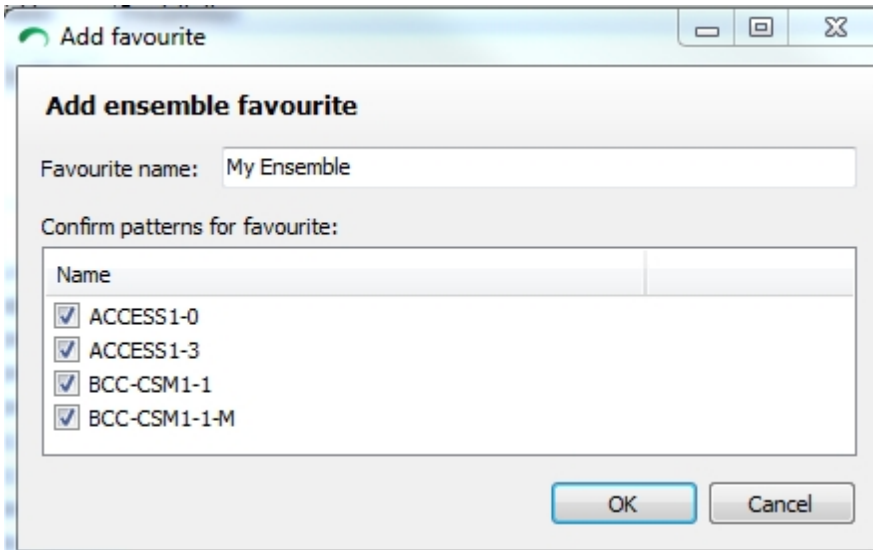 Add favourite
Add ensemble favourite
Favourite name: My Ensemble
Confirm patterns for favourite:
Name
ACCESS1-0
ACCESS1-3
BCC-CSM1-1
BCC-CSM1-1-M
OK Cancel